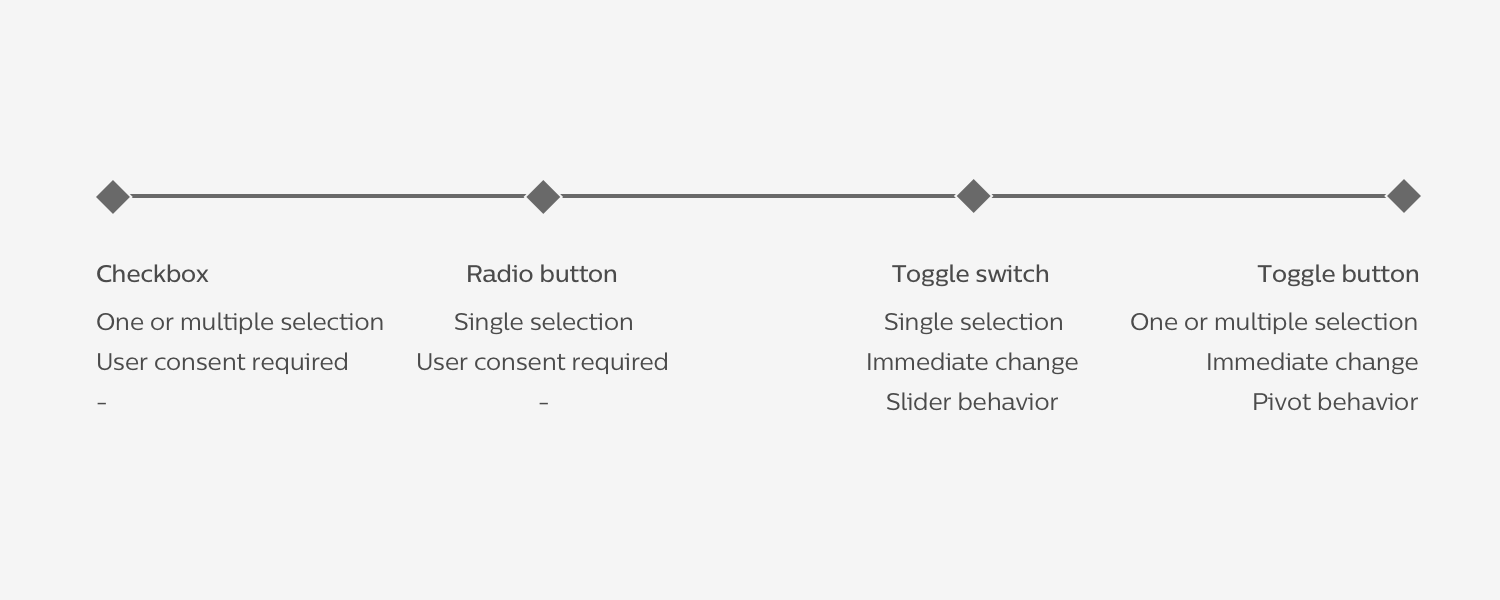 Checkbox
One or multiple selection
User consent required
-
Radio button
Single selection
User consent required
-
Toggle switch
Single selection
Immediate change
Slider behavior
Toggle button
One or multiple selection
Immediate change
Pivot behavior